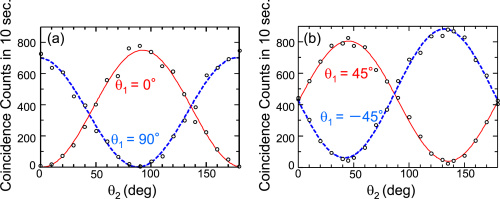 Coincidence Counts in 10 sec.
800
600
400
200
0
(a)
θ1 = 0°
θ1 = 90°
0 50 100 150
θ2 (deg)
Coincidence Counts in 10 sec.
800
600
400
200
0
(b)
θ1 = 45°
θ1 = −45°
0 50 100 150
θ2 (deg)